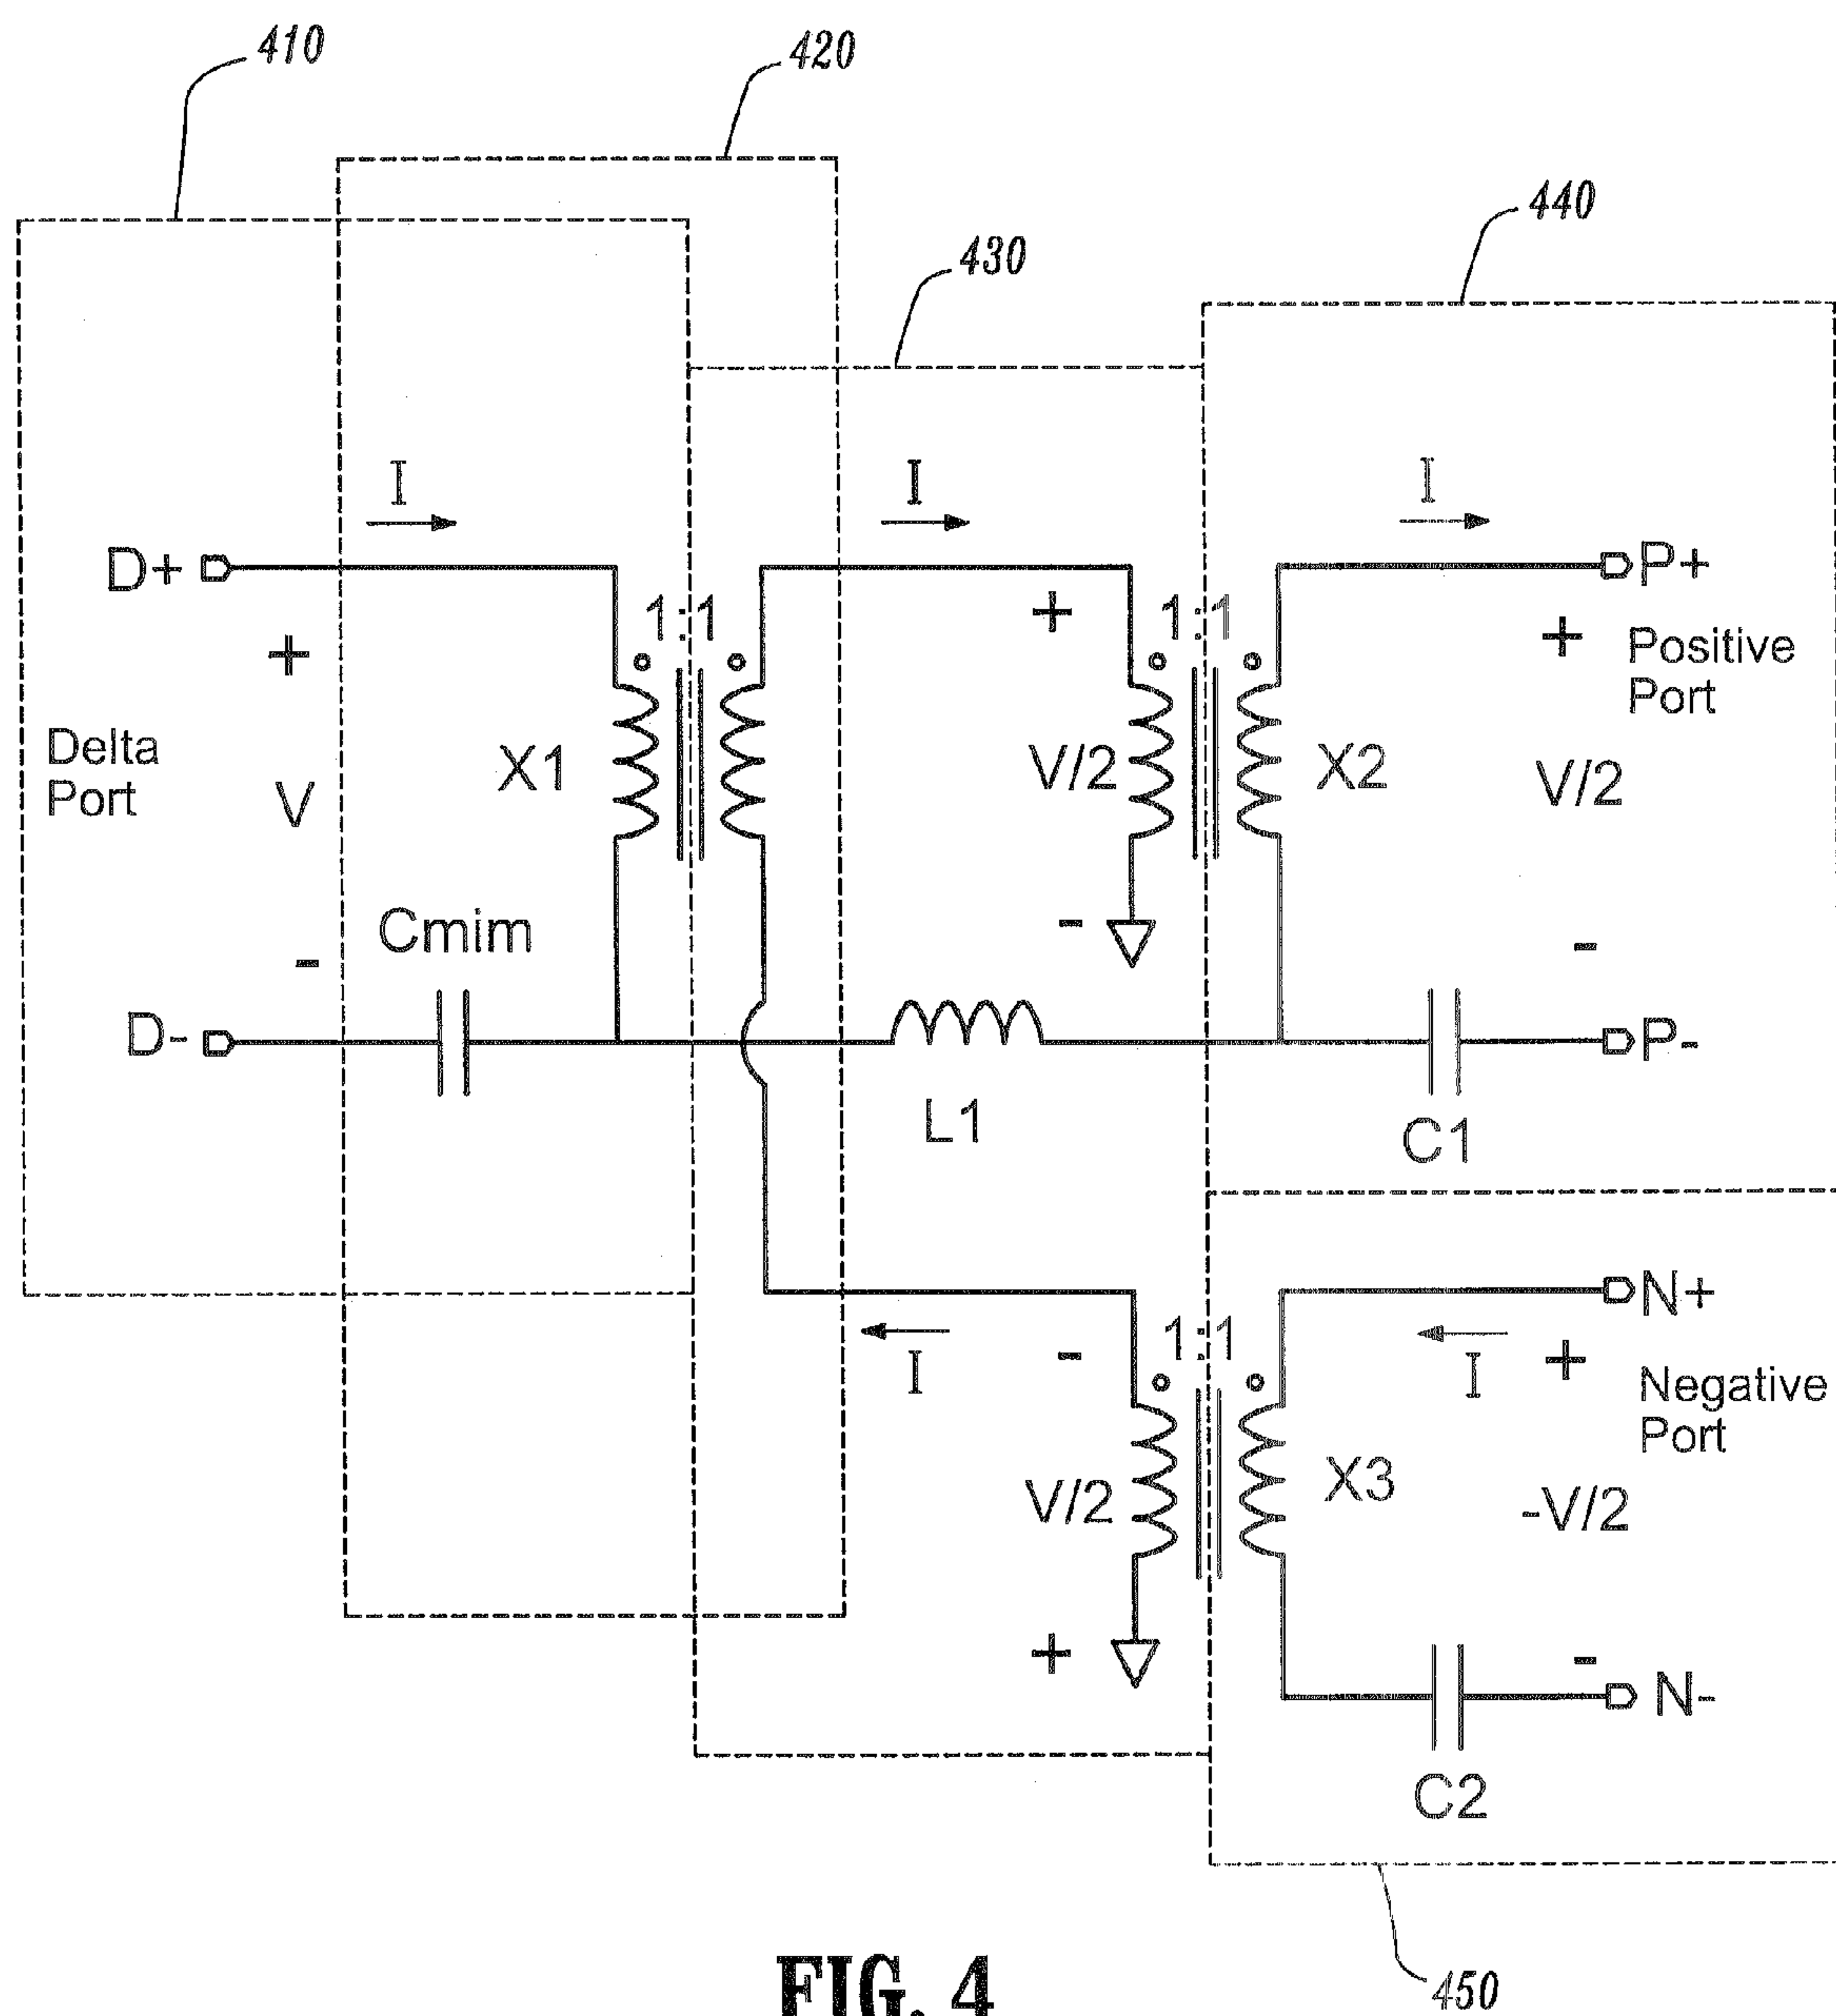 410
420
430
440
I
I
I
D+
P+
1:1
1:1
+
+
+
Positive
Port
Delta
Port
X1
V/2
X2
V/2
V
Cmim
-
-
-
D-
P-
L1
C1
N+
1:1
I
-
I
+
Negative
Port
V/2
X3
-V/2
+
-
N-
C2
FIG. 4
450